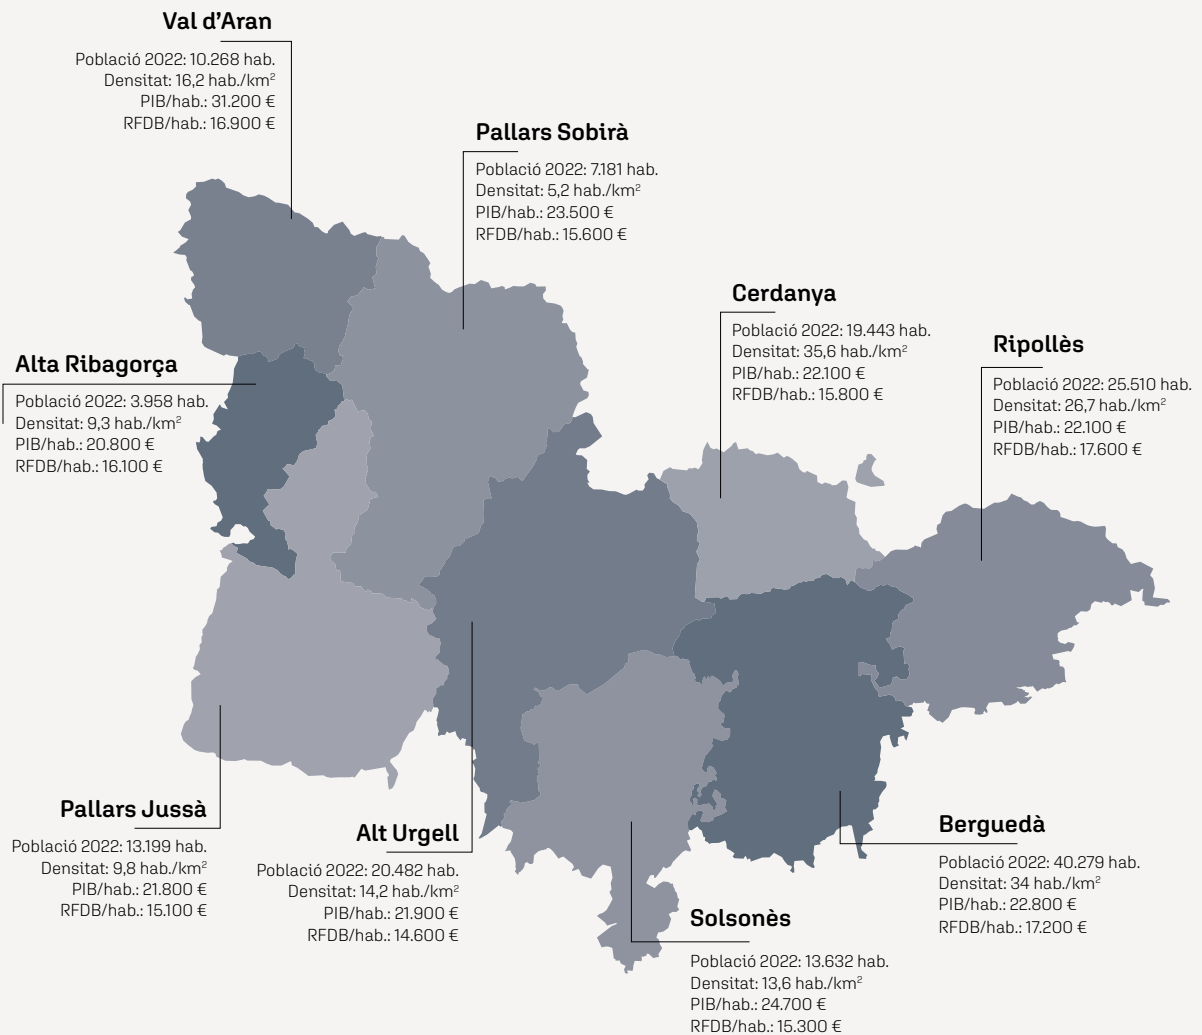 Val d’Aran
Població 2022: 10.268 hab.
Densitat: 16,2 hab./km²
PIB/hab.: 31.200 €
RFDB/hab.: 16.900 €
Pallars Sobirà
Població 2022: 7.181 hab.
Densitat: 5,2 hab./km²
PIB/hab.: 23.500 €
RFDB/hab.: 15.600 €
Cerdanya
Població 2022: 19.443 hab.
Densitat: 35,6 hab./km²
PIB/hab.: 22.100 €
RFDB/hab.: 15.800 €
Ripollès
Població 2022: 25.510 hab.
Densitat: 26,7 hab./km²
PIB/hab.: 22.100 €
RFDB/hab.: 17.600 €
Alta Ribagorça
Població 2022: 3.958 hab.
Densitat: 9,3 hab./km²
PIB/hab.: 20.800 €
RFDB/hab.: 16.100 €
Pallars Jussà
Població 2022: 13.199 hab.
Densitat: 9,8 hab./km²
PIB/hab.: 21.800 €
RFDB/hab.: 15.100 €
Alt Urgell
Població 2022: 20.482 hab.
Densitat: 14,2 hab./km²
PIB/hab.: 21.900 €
RFDB/hab.: 14.600 €
Berguedà
Població 2022: 40.279 hab.
Densitat: 34 hab./km²
PIB/hab.: 22.800 €
RFDB/hab.: 17.200 €
Solsonès
Població 2022: 13.632 hab.
Densitat: 13,6 hab./km²
PIB/hab.: 24.700 €
RFDB/hab.: 15.300 €